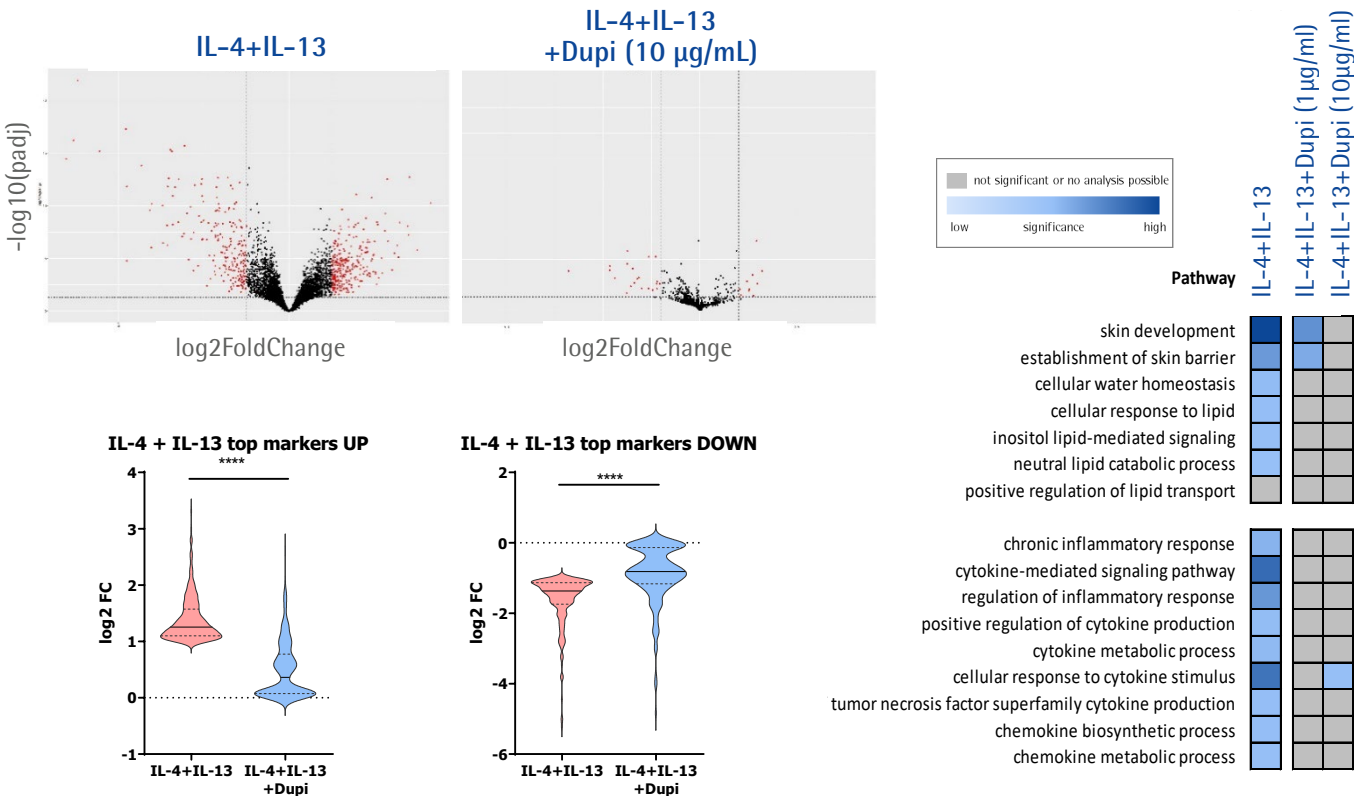 IL-4+IL-13
IL-4+IL-13
+Dupi (10 µg/mL)
-log10(padj)
log2FoldChange
log2FoldChange
not significant or no analysis possible
low significance high
IL-4+IL-13
IL-4+IL-13+Dupi (1µg/ml)
IL-4+IL-13+Dupi (10µg/ml)
Pathway
skin development
establishment of skin barrier
cellular water homeostasis
cellular response to lipid
inositol lipid-mediated signaling
neutral lipid catabolic process
positive regulation of lipid transport
chronic inflammatory response
cytokine-mediated signaling pathway
regulation of inflammatory response
positive regulation of cytokine production
cytokine metabolic process
cellular response to cytokine stimulus
tumor necrosis factor superfamily cytokine production
chemokine biosynthetic process
chemokine metabolic process
IL-4 + IL-13 top markers UP
****
4
3
2
1
0
-1
log2 FC
IL-4+IL-13
IL-4+IL-13
+Dupi
IL-4 + IL-13 top markers DOWN
****
2
0
-2
-4
-6
log2 FC
IL-4+IL-13
IL-4+IL-13
+Dupi